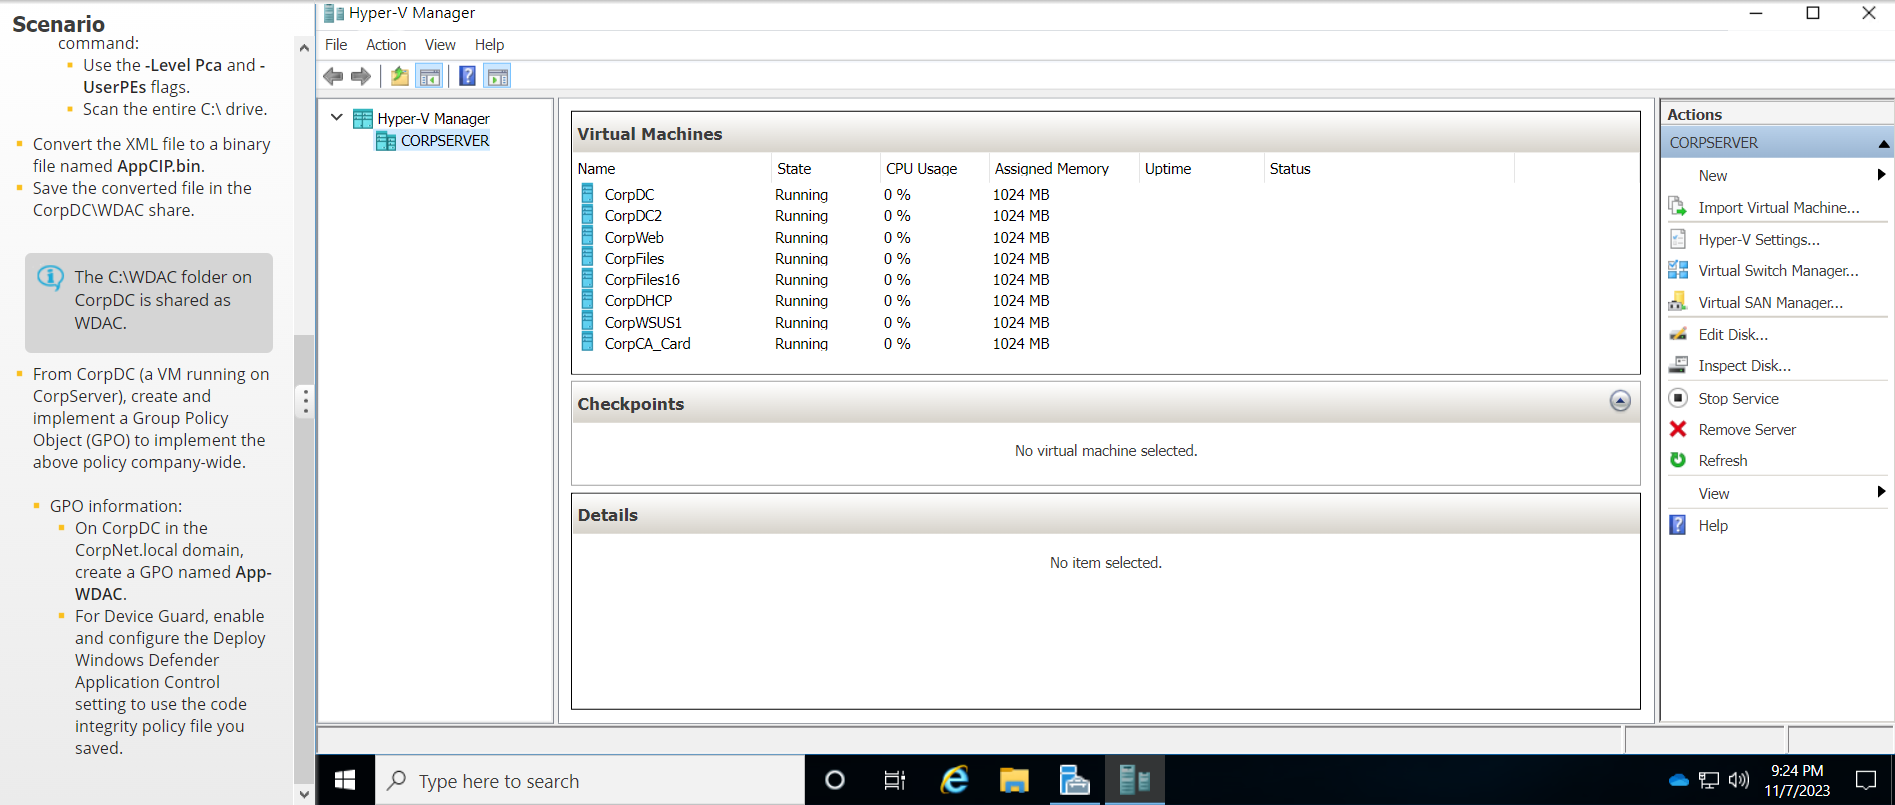 Scenario
command:
Use the -Level Pca and -
UserPEs flags.
Scan the entire C:\ drive.
Convert the XML file to a binary
file named AppCIP.bin.
Save the converted file in the
CorpDC\WDAC share.
The C:\WDAC folder on
CorpDC is shared as
WDAC.
From CorpDC (a VM running on
CorpServer), create and
implement a Group Policy
Object (GPO) to implement the
above policy company-wide.
GPO information:
On CorpDC in the
CorpNet.local domain,
create a GPO named App-
WDAC.
For Device Guard, enable
and configure the Deploy
Windows Defender
Application Control
setting to use the code
integrity policy file you
saved.
Hyper-V Manager
File Action View Help
Hyper-V Manager
CORPSERVER
Virtual Machines
Name State CPU Usage Assigned Memory Uptime Status
CorpDC Running 0 % 1024 MB
CorpDC2 Running 0 % 1024 MB
CorpWeb Running 0 % 1024 MB
CorpFiles Running 0 % 1024 MB
CorpFiles16 Running 0 % 1024 MB
CorpDHCP Running 0 % 1024 MB
CorpWSUS1 Running 0 % 1024 MB
CorpCA_Card Running 0 % 1024 MB
Checkpoints
No virtual machine selected.
Details
No item selected.
Actions
CORPSERVER
New
Import Virtual Machine...
Hyper-V Settings...
Virtual Switch Manager...
Virtual SAN Manager...
Edit Disk...
Inspect Disk...
Stop Service
Remove Server
Refresh
View
Help
Type here to search
9:24 PM
11/7/2023